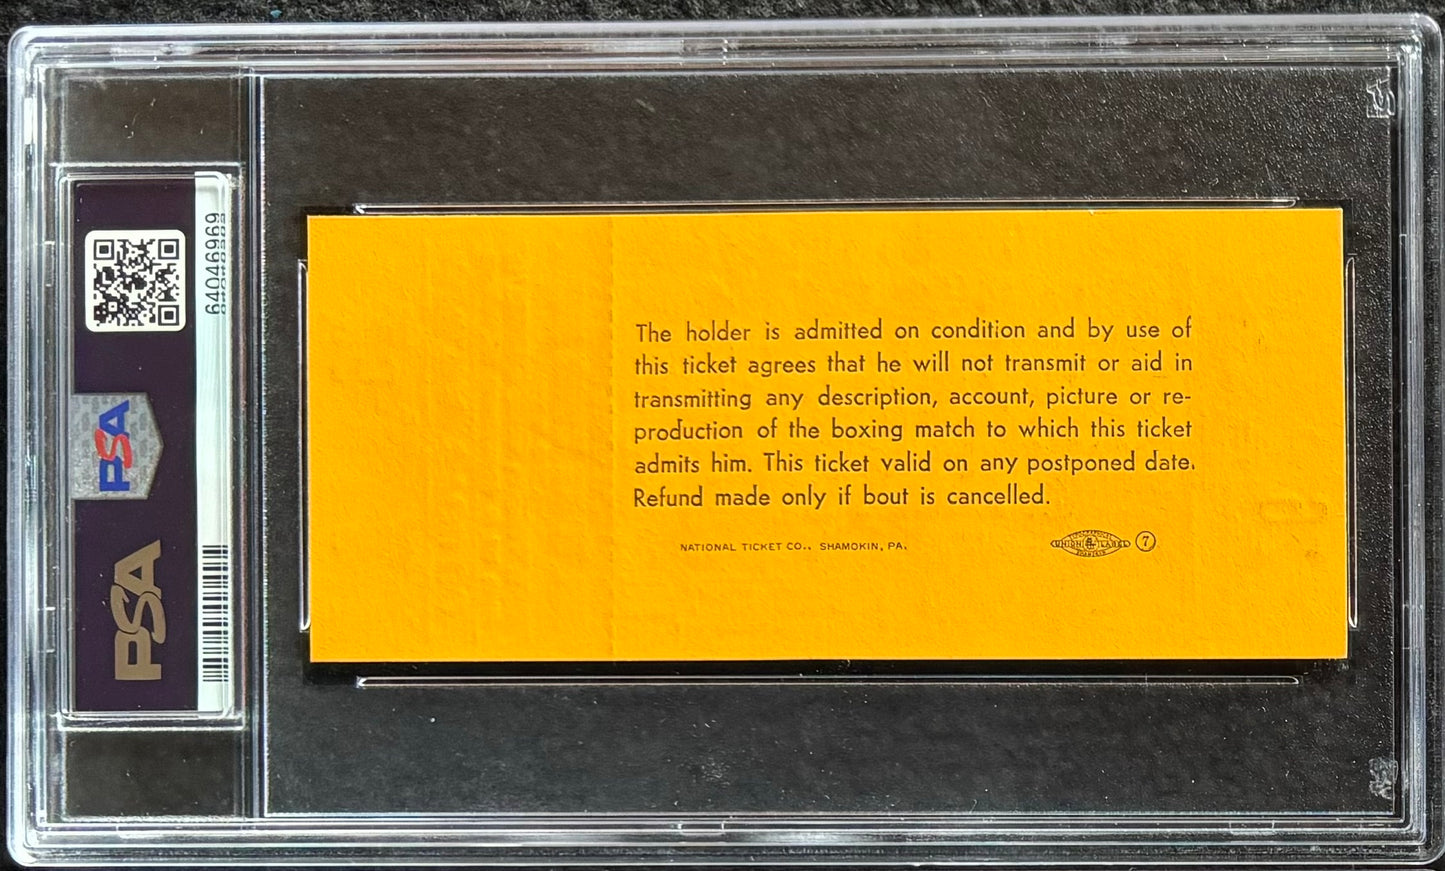 64046969
PSA
PSA
The holder is admitted on condition and by use of
this ticket agrees that he will not transmit or aid in
transmitting any description, account, picture or re-
production of the boxing match to which this ticket
admits him. This ticket valid on any postponed date.
Refund made only if bout is cancelled.
NATIONAL TICKET CO., SHAMOKIN, PA.
UNION LABEL
7